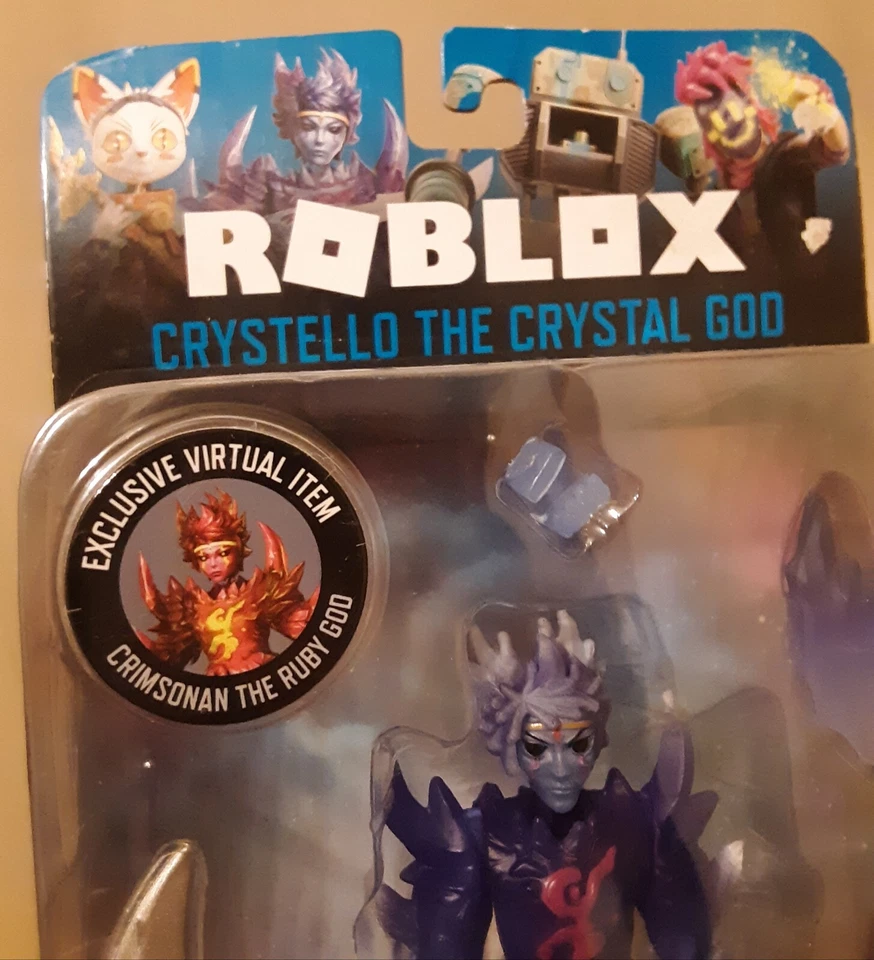 ROBLOX
CRYSTELLO THE CRYSTAL GOD
EXCLUSIVE VIRTUAL ITEM
CRIMSONAN THE RUBY GOD